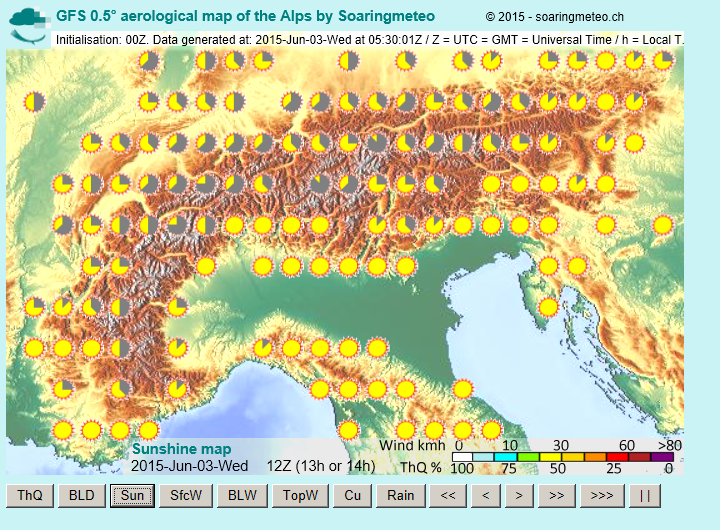 GFS 0.5° aerological map of the Alps by Soaringmeteo © 2015 - soaringmeteo.ch
Initialisation: 00Z. Data generated at: 2015-Jun-03-Wed at 05:30:01Z / Z = UTC = GMT = Universal Time / h = Local T.
Sunshine map
2015-Jun-03-Wed 12Z (13h or 14h)
Wind kmh 0 10 30 60 >80
ThQ % 100 75 50 25 0
ThQ BLD Sun SfcW BLW TopW Cu Rain << < > >> >>> ||